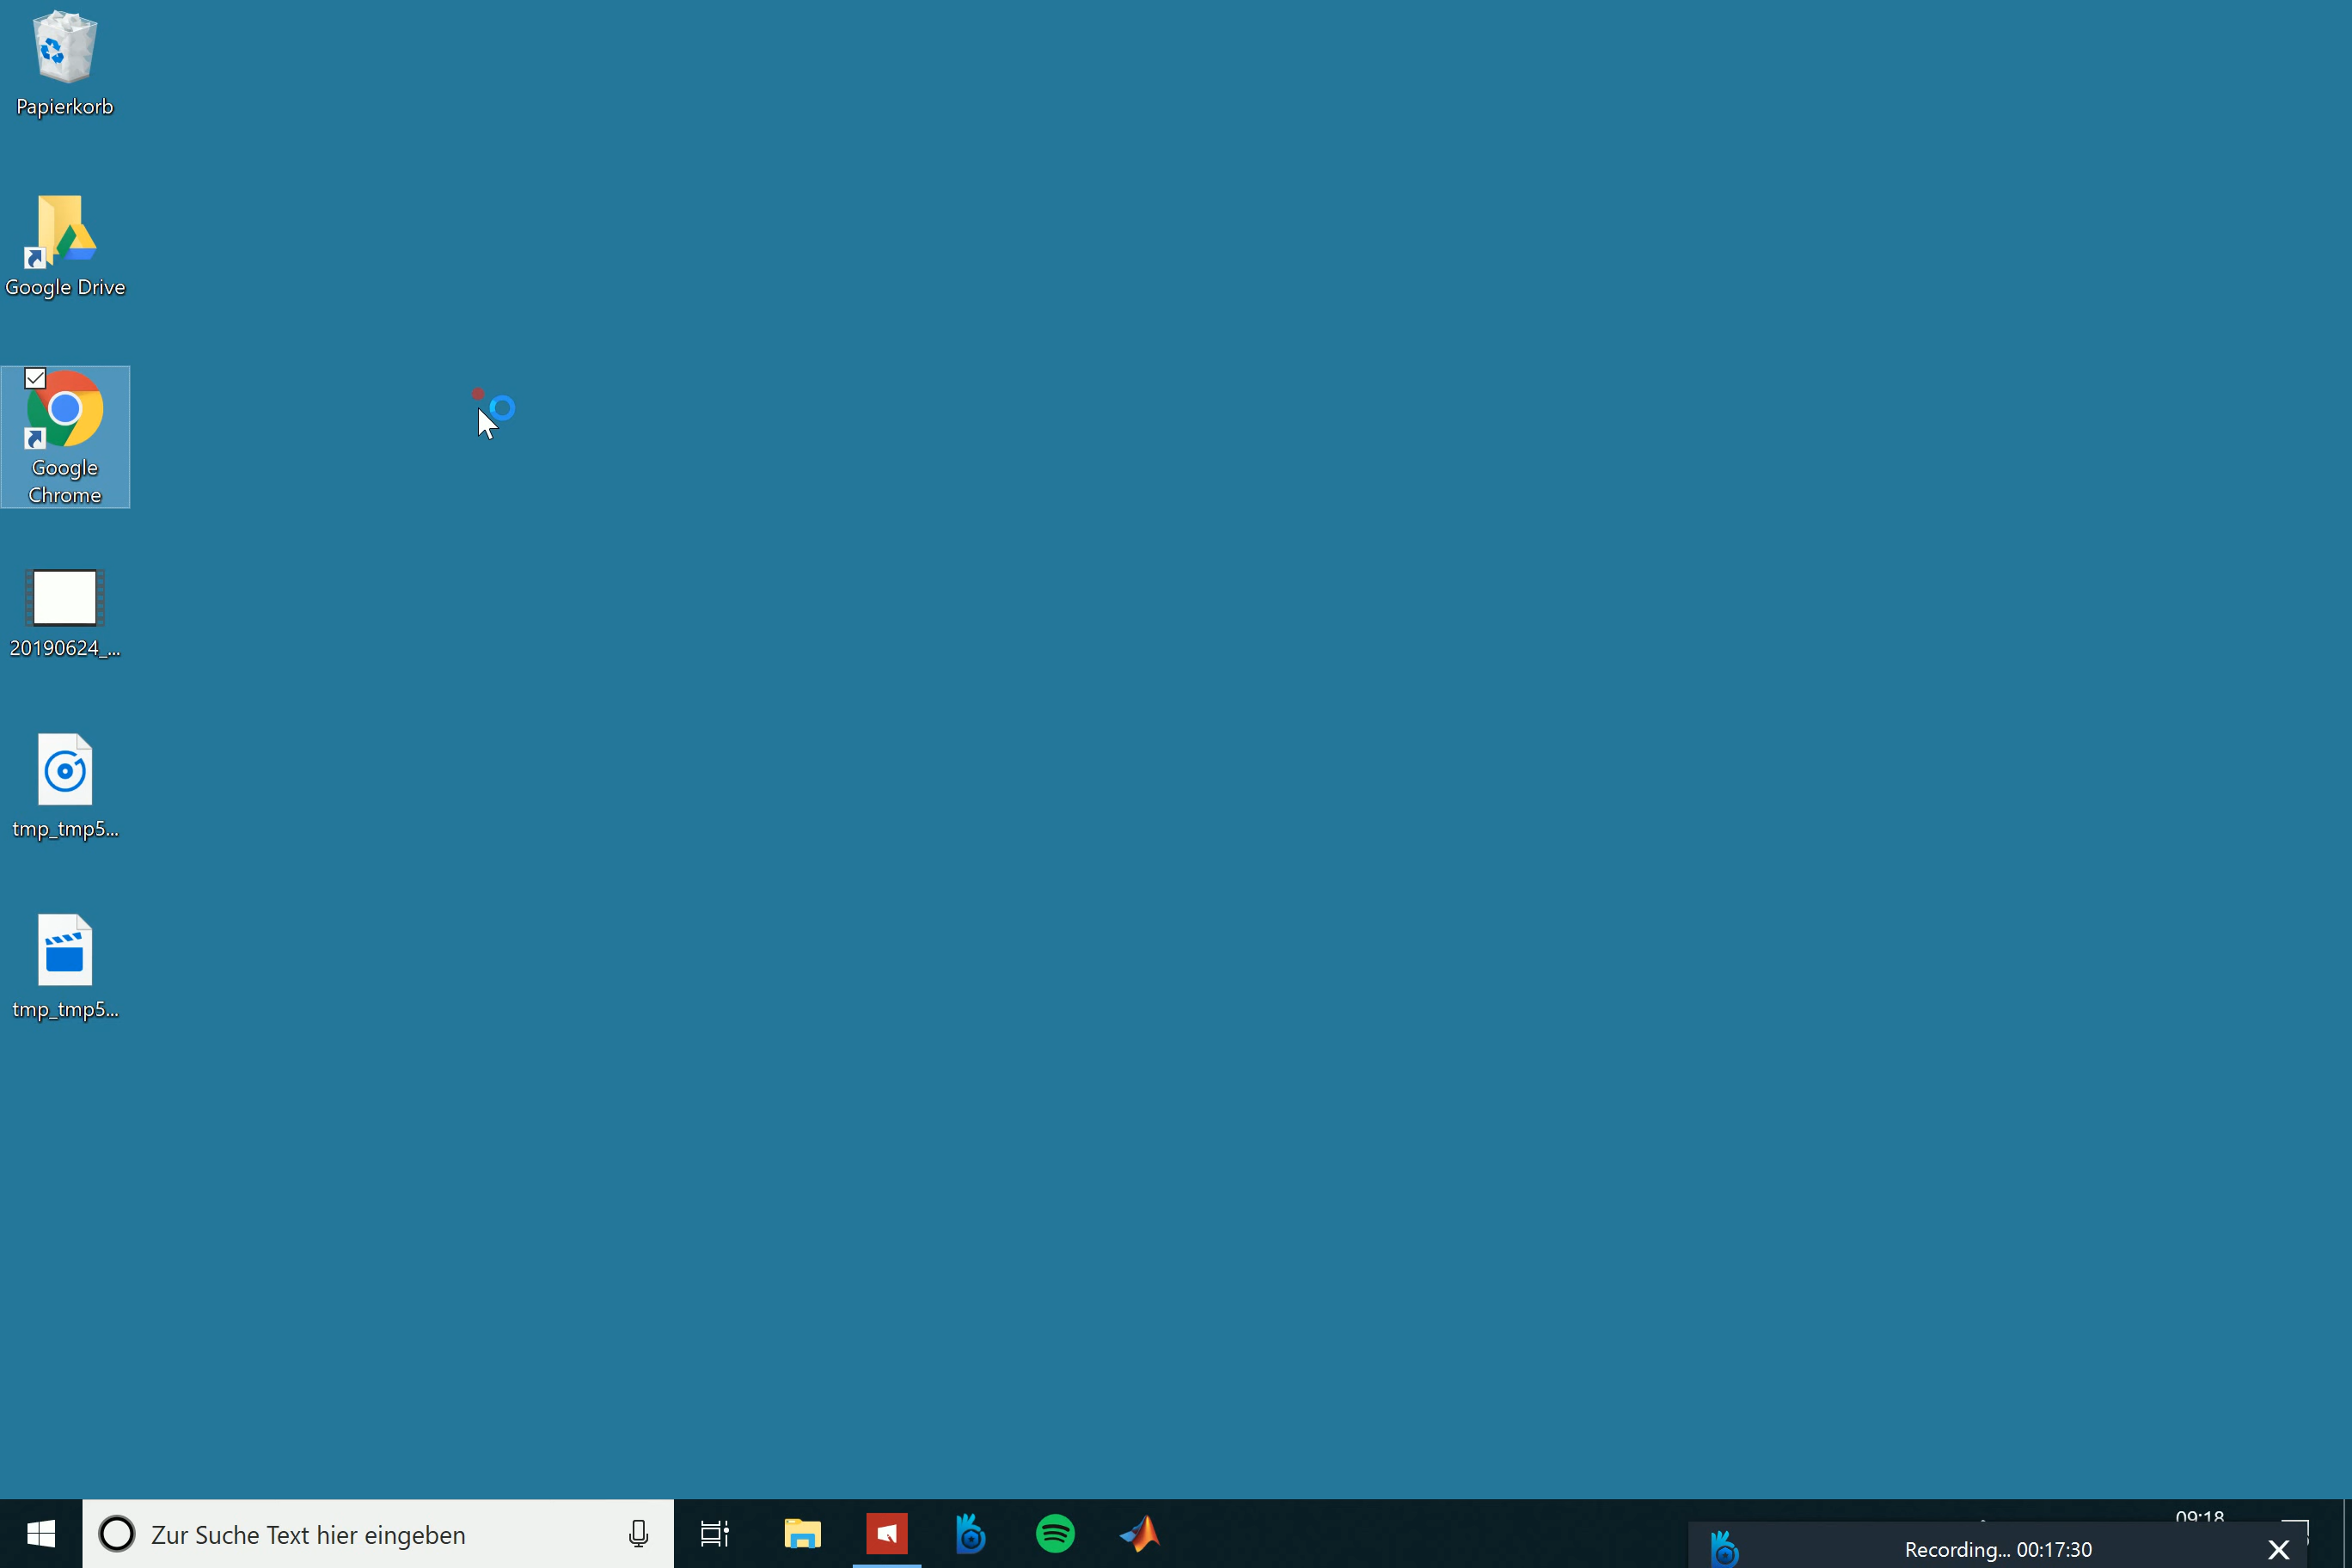 Papierkorb
Google Drive
Google
Chrome
20190624_...
tmp_tmp5...
tmp_tmp5...
Zur Suche Text hier eingeben
09:18
Recording... 00:17:30